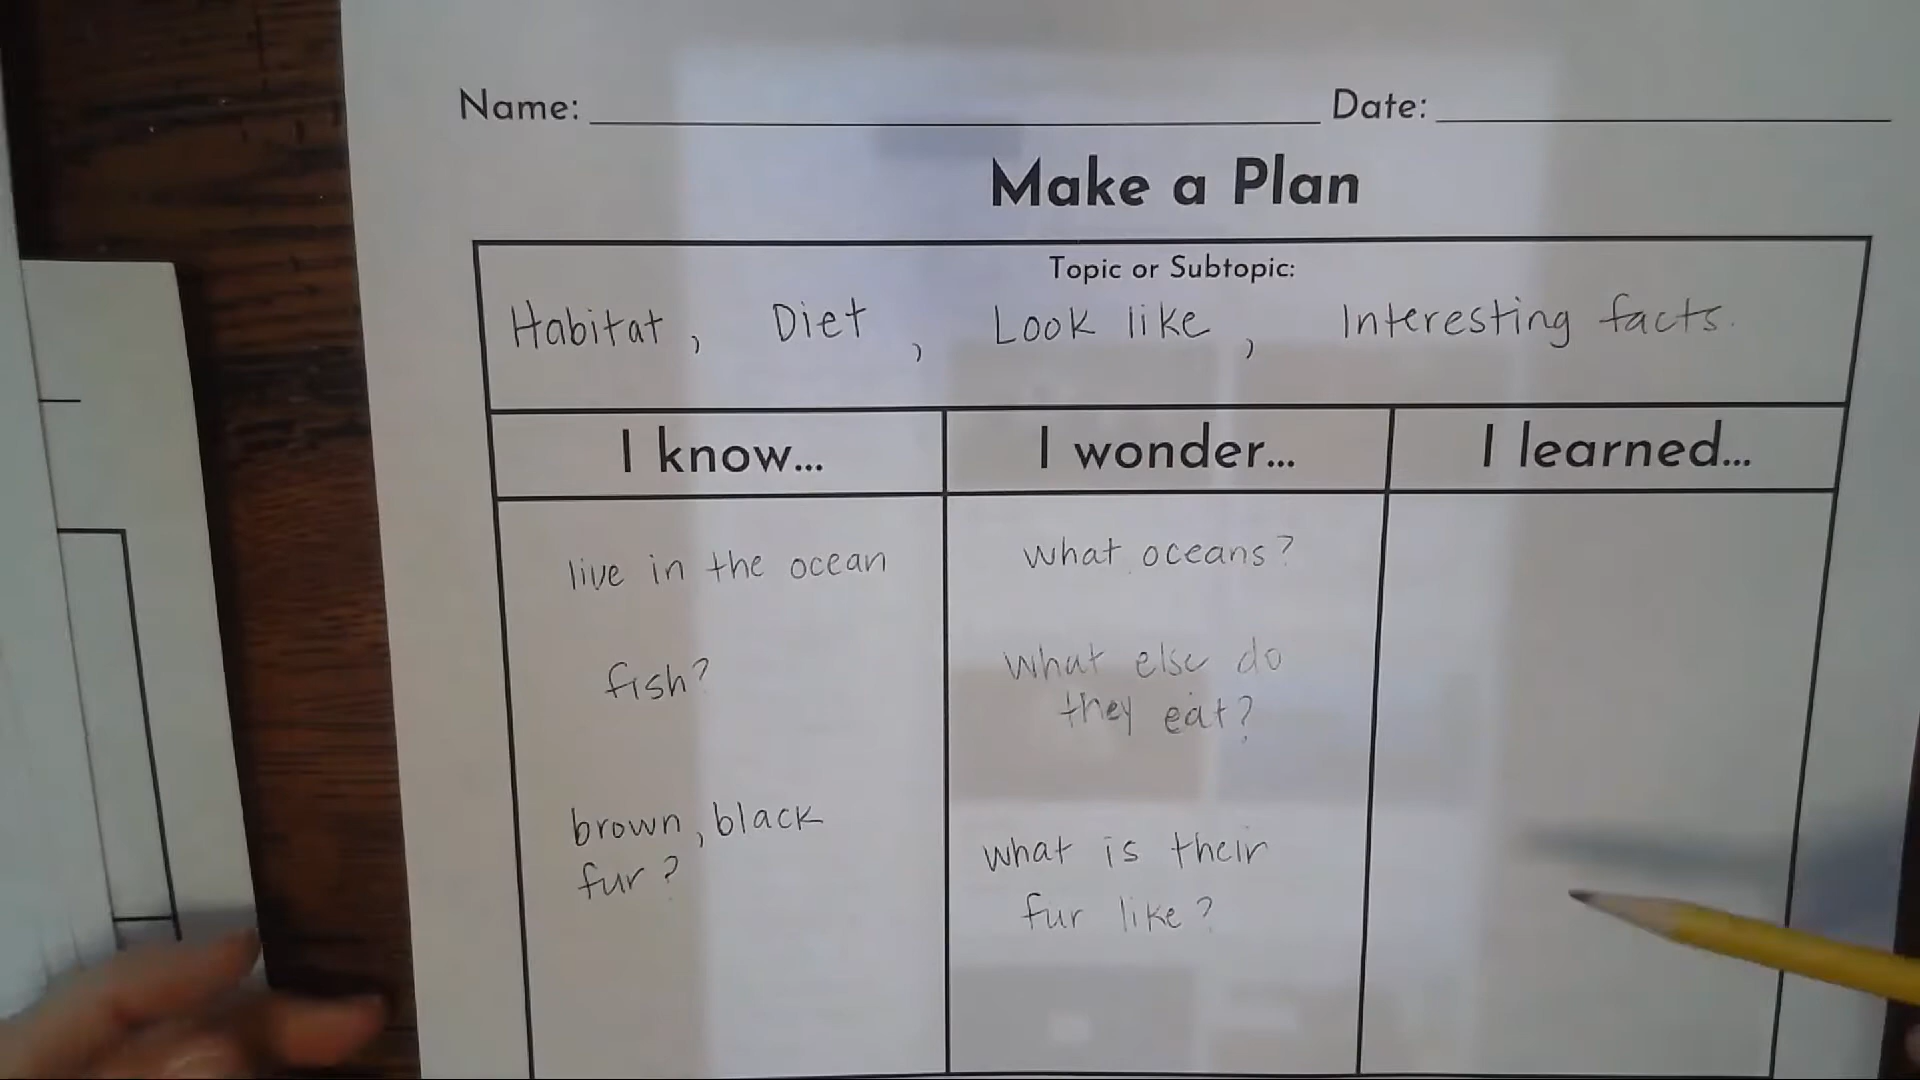 Name: Date:
Make a Plan
Topic or Subtopic:
Habitat, Diet, Look like, Interesting facts.
I know... I wonder... I learned...
live in the ocean
fish?
brown, black
fur?
what oceans?
what else do
they eat?
what is their
fur like?